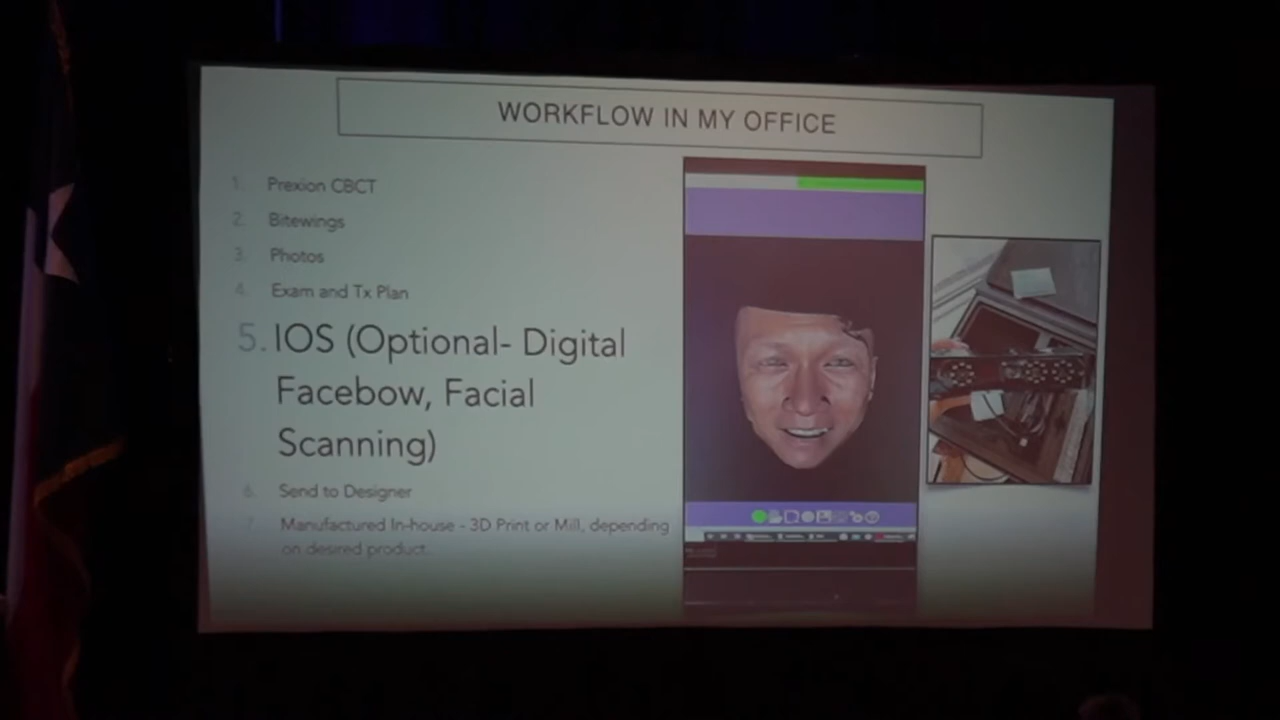 WORKFLOW IN MY OFFICE
1. Prexion CBCT
2. Bitewings
3. Photos
4. Exam and Tx Plan
5. IOS (Optional- Digital
Facebow, Facial
Scanning)
6. Send to Designer
7. Manufactured In-house - 3D Print or Mill, depending
on desired product.